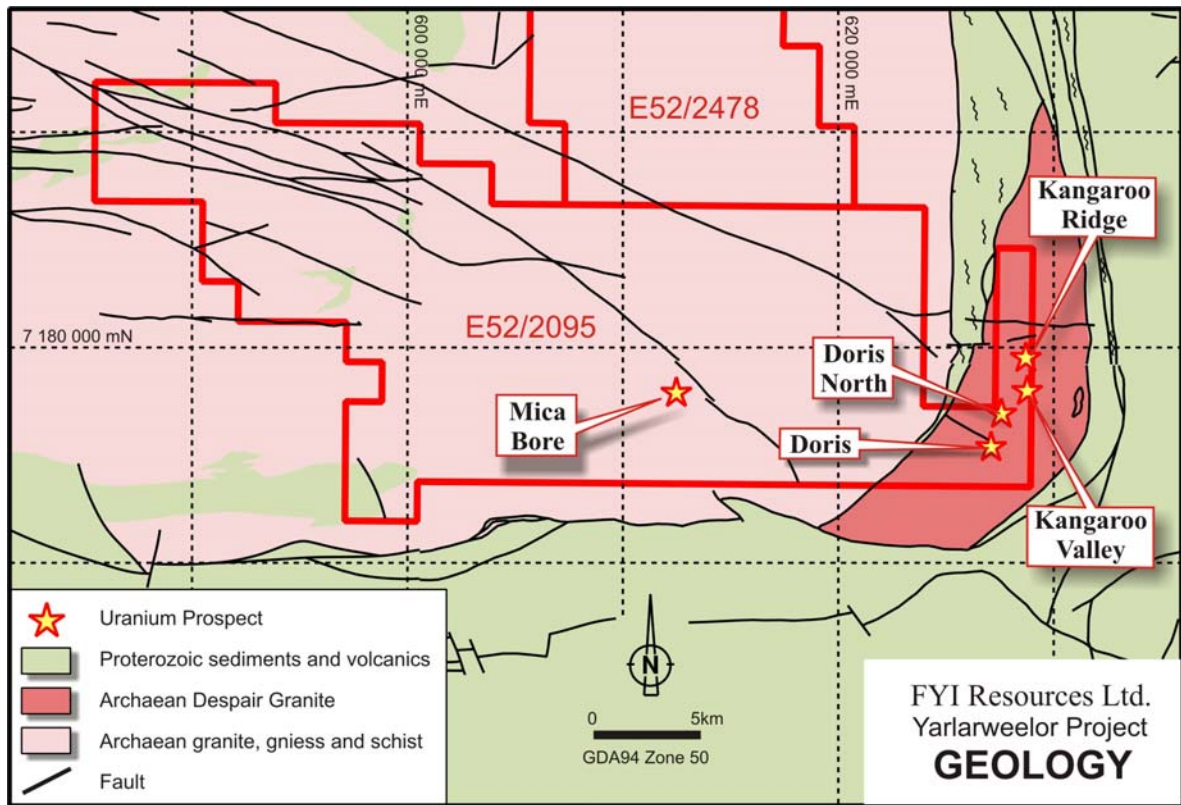 600 000 mE
620 000 mE
E52/2478
Kangaroo
Ridge
E52/2095
7 180 000 mN
Doris
North
Mica
Bore
Doris
Kangaroo
Valley
Uranium Prospect
Proterozoic sediments and volcanics
Archaean Despair Granite
Archaean granite, gniess and schist
Fault
N
0 5km
GDA94 Zone 50
FYI Resources Ltd.
Yarlarweelor Project
GEOLOGY